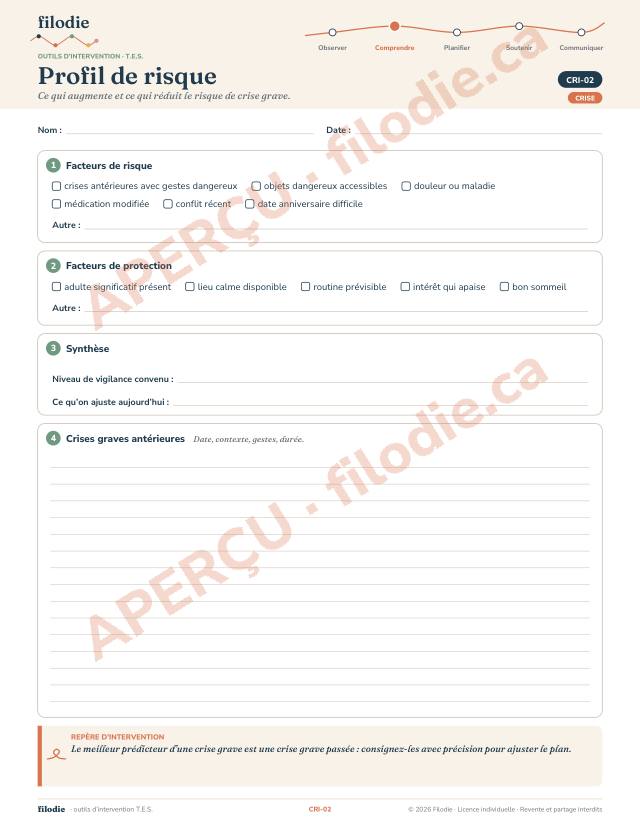 filodie
OUTILS D'INTERVENTION · T.E.S.
Profil de risque
Ce qui augmente et ce qui réduit le risque de crise grave.
Observer Comprendre Planifier Soutenir Communiquer
CRI-02
CRISE
Nom : Date :
1 Facteurs de risque
crises antérieures avec gestes dangereux objets dangereux accessibles douleur ou maladie
médication modifiée conflit récent date anniversaire difficile
Autre :
2 Facteurs de protection
adulte significatif présent lieu calme disponible routine prévisible intérêt qui apaise bon sommeil
Autre :
3 Synthèse
Niveau de vigilance convenu :
Ce qu'on ajuste aujourd'hui :
4 Crises graves antérieures Date, contexte, gestes, durée.
REPÈRE D'INTERVENTION
Le meilleur prédicteur d'une crise grave est une crise grave passée : consignez-les avec précision pour ajuster le plan.
filodie · outils d'intervention T.E.S. CRI-02 © 2026 Filodie · Licence individuelle · Revente et partage interdits
APERÇU · filodie.ca
APERÇU · filodie.ca